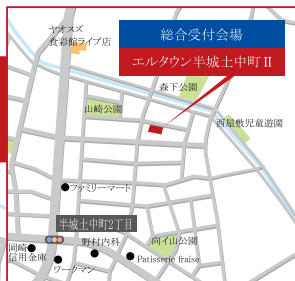 ヤオスズ
食彩館ライブ店
総合受付会場
エルタウン半城土中町Ⅱ
森下公園
山崎公園
西屋敷児童遊園
ファミリーマート
半城土中町2丁目
岡崎
信用金庫
野村内科
向イ山公園
ワークマン
Patisserie fraise